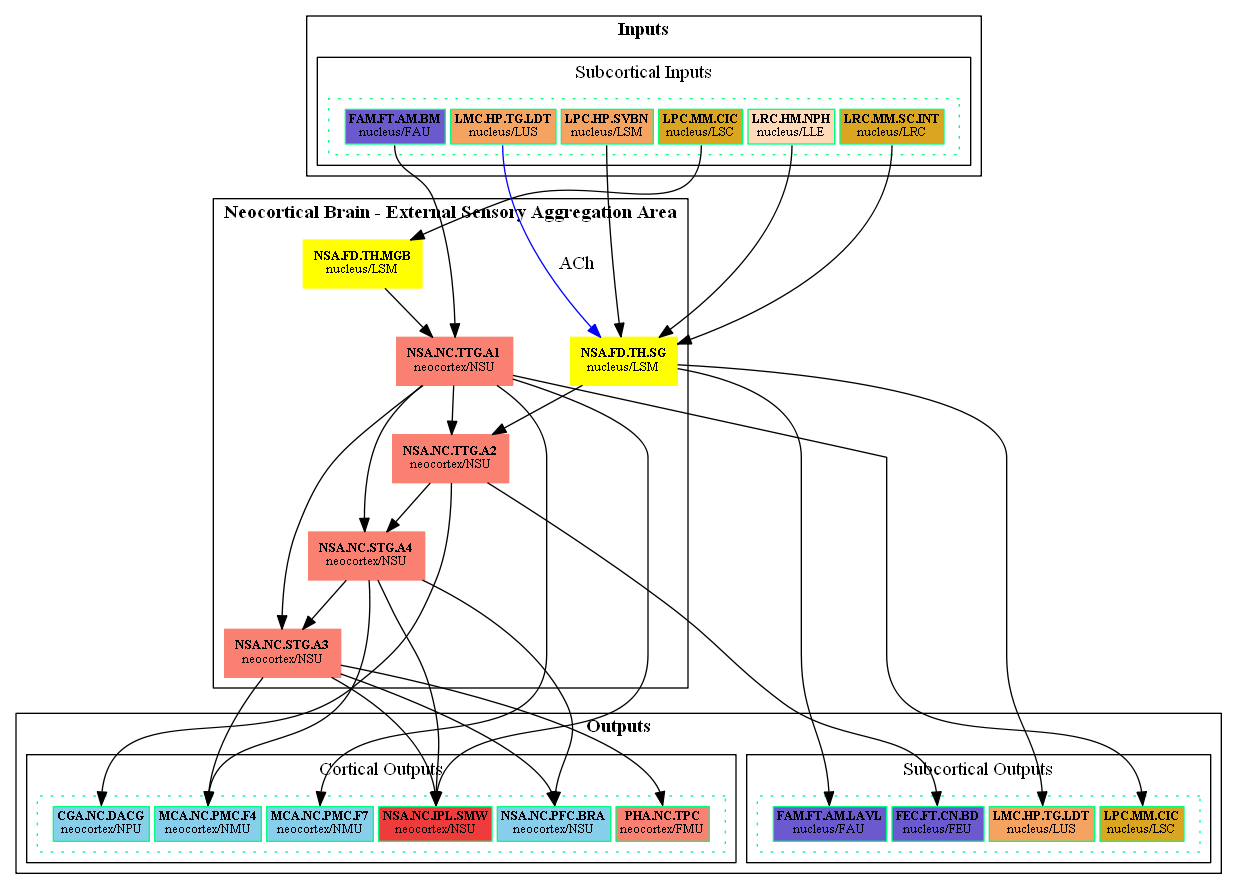 Inputs
Subcortical Inputs
FAM.FT.AM.BM
nucleus/FAU
LMC.HP.TG.LDT
nucleus/LUS
LPC.HP.SVBN
nucleus/LSM
LPC.MM.CIC
nucleus/LSC
LRC.HM.NPH
nucleus/LLE
LRC.MM.SC.INT
nucleus/LRC
Neocortical Brain - External Sensory Aggregation Area
NSA.FD.TH.MGB
nucleus/LSM
ACh
NSA.NC.TTG.A1
neocortex/NSU
NSA.FD.TH.SG
nucleus/LSM
NSA.NC.TTG.A2
neocortex/NSU
NSA.NC.STG.A4
neocortex/NSU
NSA.NC.STG.A3
neocortex/NSU
Outputs
Cortical Outputs
CGA.NC.DACG
neocortex/NPU
MCA.NC.PMC.F4
neocortex/NMU
MCA.NC.PMC.F7
neocortex/NMU
NSA.NC.IPL.SMW
neocortex/NSU
NSA.NC.PFC.BRA
neocortex/NSU
PHA.NC.TPC
neocortex/FMU
Subcortical Outputs
FAM.FT.AM.LAVL
nucleus/FAU
FEC.FT.CN.BD
nucleus/FEU
LMC.HP.TG.LDT
nucleus/LUS
LPC.MM.CIC
nucleus/LSC